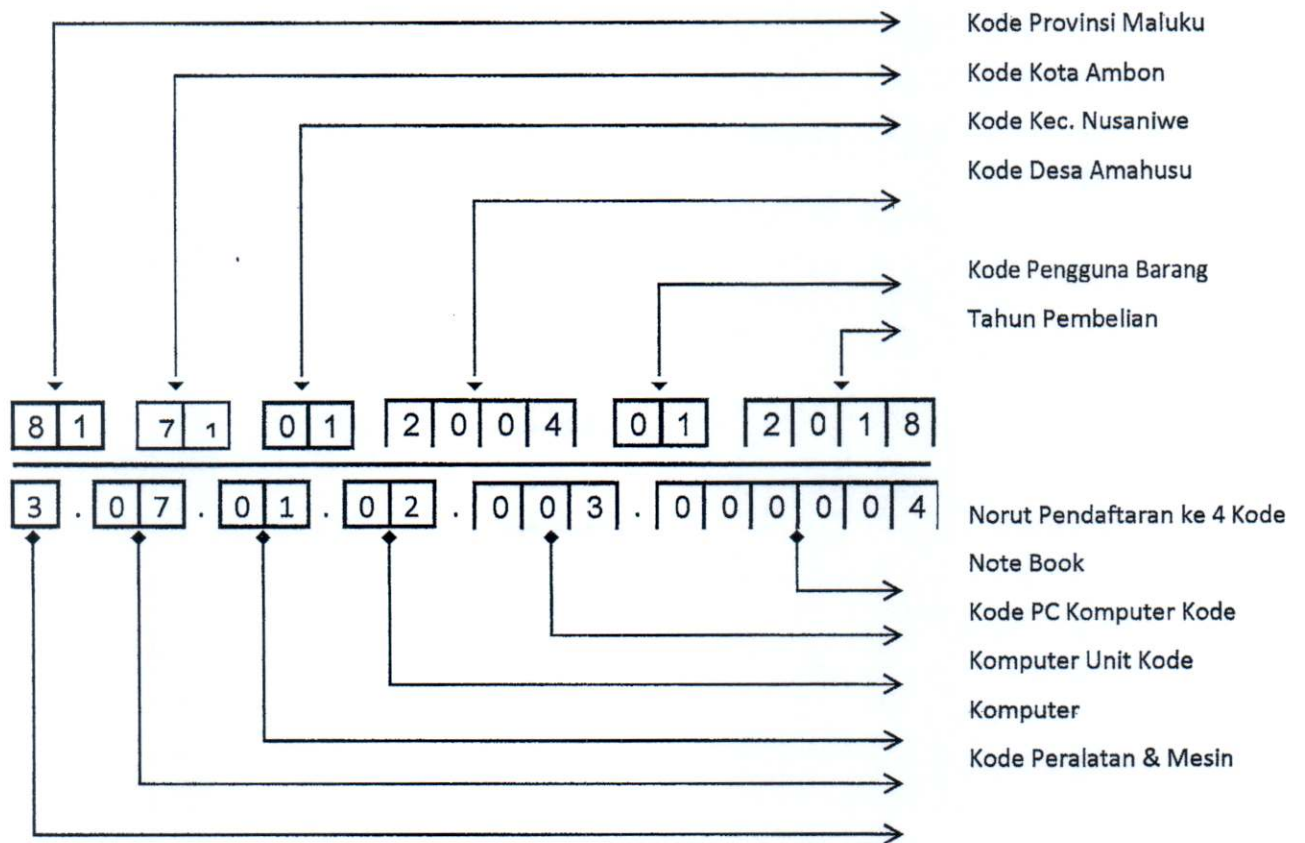 Kode Provinsi Maluku
Kode Kota Ambon
Kode Kec. Nusaniwe
Kode Desa Amahusu
Kode Pengguna Barang
Tahun Pembelian
8 1 7 1 0 1 2 0 0 4 0 1 2 0 1 8
3 . 0 7 . 0 1 . 0 2 . 0 0 3 . 0 0 0 0 0 4
Norut Pendaftaran ke 4 Kode
Note Book
Kode PC Komputer Kode
Komputer Unit Kode
Komputer
Kode Peralatan & Mesin